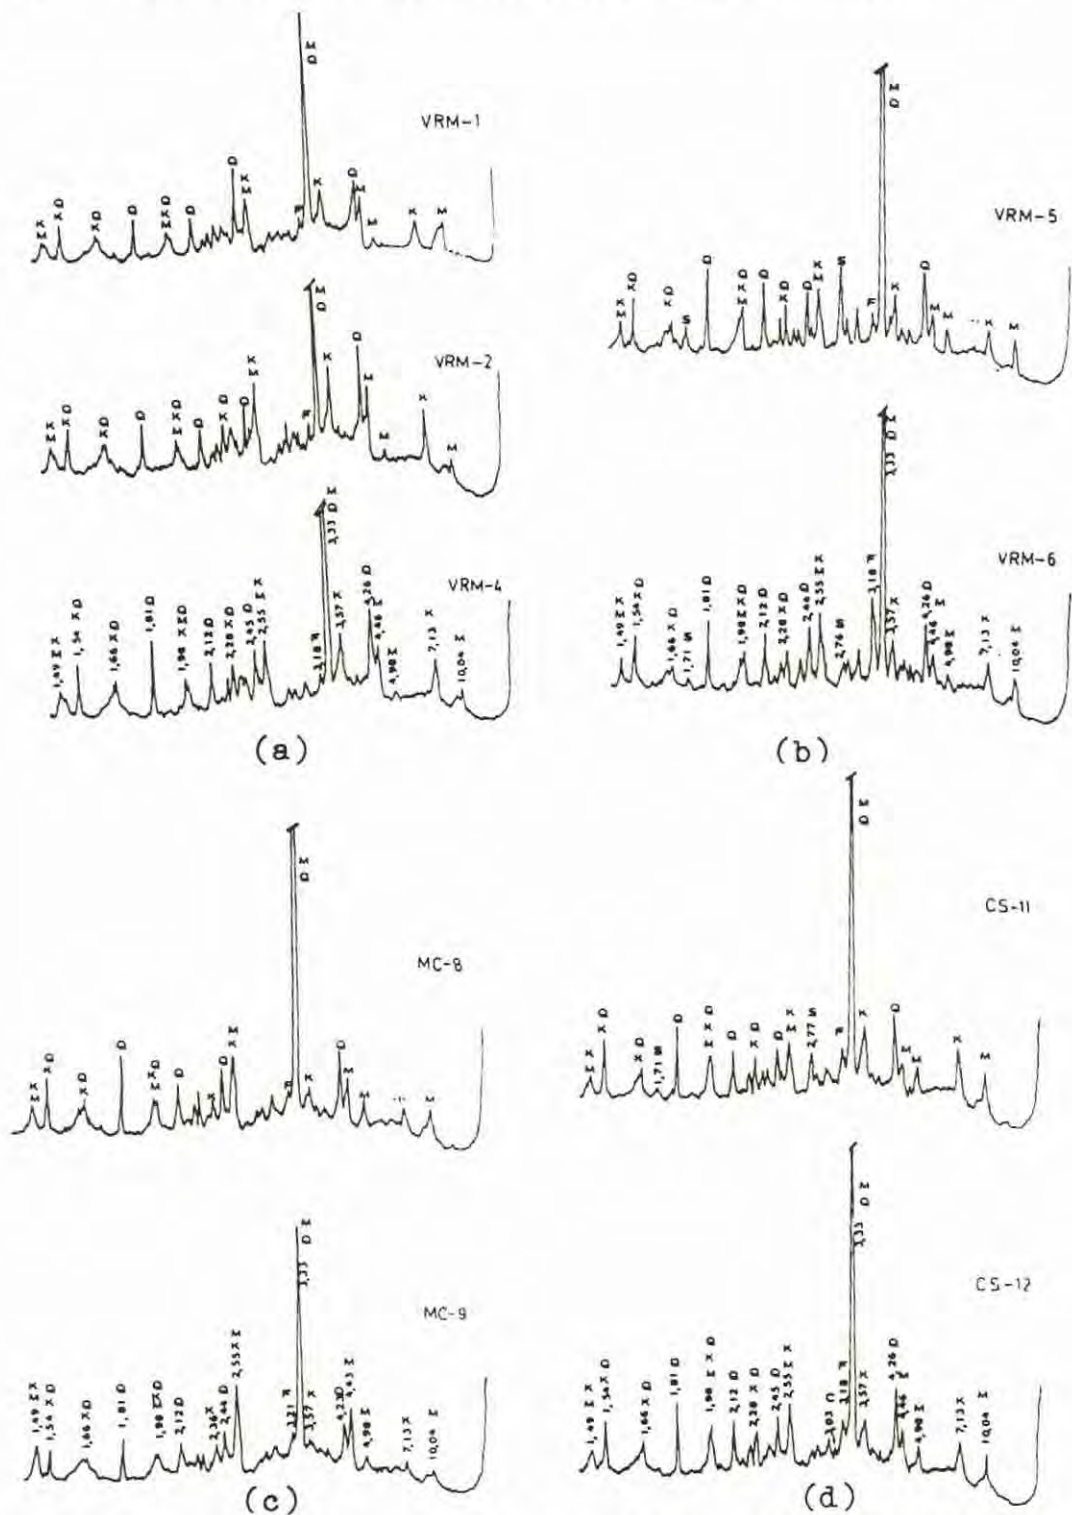 M
Q
VRM-1
M K
K Q
K Q
Q
M K Q
Q
Q
M K
F
K
Q
M
M
K
M
M
Q
VRM-2
M K
K Q
K Q
Q
M K Q
Q
K Q
Q
M K
F
K
Q
M
M
K
M
3,33 Q M
VRM-4
1,49 M K
1,54 K Q
1,66 K Q
1,81 Q
1,98 M K Q
2,12 Q
2,28 K Q
2,45 Q
2,55 M K
3,18 F
3,57 K
4,26 Q
4,46 M
4,98 M
7,13 K
10,04 M
(a)
M
Q
VRM-5
M K
K Q
K Q
S
Q
M K Q
Q
K Q
Q
M K
S
F
K
Q
M
M
K
M
3,33 Q M
VRM-6
1,49 M K
1,54 K Q
1,66 K Q
1,71 S
1,81 Q
1,98 M K Q
2,12 Q
2,28 K Q
2,46 Q
2,55 M K
2,76 S
3,18 F
3,57 K
4,26 Q
4,46 M
4,98 M
7,13 K
10,04 M
(b)
M
Q
MC-8
M K
K Q
K Q
Q
M K Q
Q
K
Q
K M
F
K
Q
M
M
M
3,33 Q M
MC-9
1,49 M K
1,54 K Q
1,66 K Q
1,81 Q
1,98 M K Q
2,12 Q
2,26 K
2,44 Q
2,55 K M
3,21 F
3,57 K
4,23 Q
4,43 M
4,98 M
7,13 K
10,04 M
(c)
M
Q
CS-11
M K
K Q
K Q
1,71 S
Q
M K Q
Q
K Q
Q
M K
2,77 S
F
K
Q
M
M
K
M
3,33 Q M
CS-12
1,49 M K
1,54 K Q
1,66 K Q
1,81 Q
1,98 M K Q
2,12 Q
2,28 K Q
2,45 Q
2,55 M K
3,03 C
3,18 F
3,57 K
4,26 Q
4,46 M
4,98 M
7,13 K
10,04 M
(d)